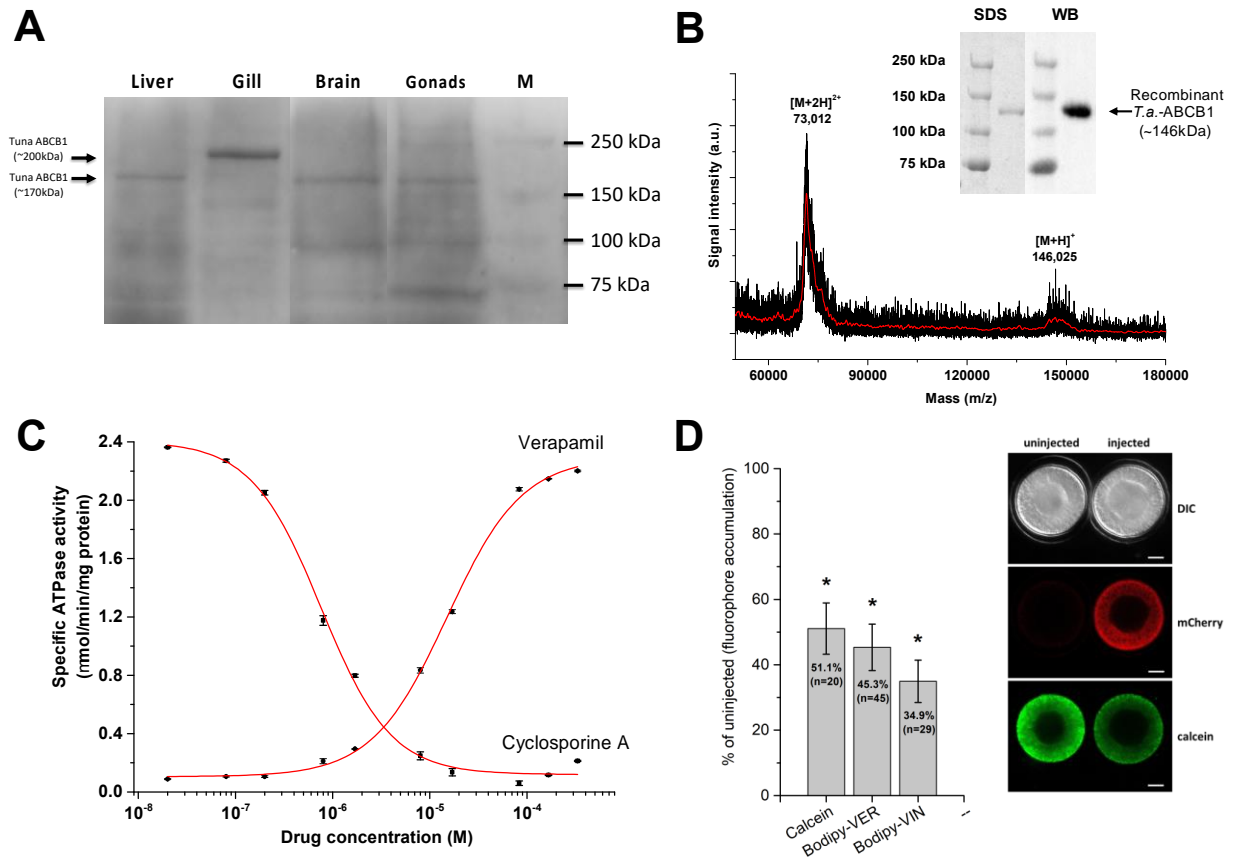 A
Liver Gill Brain Gonads M
Tuna ABCB1
(~200kDa)
Tuna ABCB1
(~170kDa)
250 kDa
150 kDa
100 kDa
75 kDa
B
SDS WB
250 kDa
150 kDa
100 kDa
75 kDa
Recombinant
T.a.-ABCB1
(~146kDa)
[M+2H]2+
73,012
[M+H]+
146,025
Signal intensity (a.u.)
60000 90000 120000 150000 180000
Mass (m/z)
C
Specific ATPase activity
(nmol/min/mg protein)
2.4
2.0
1.6
1.2
0.8
0.4
0.0
Verapamil
Cyclosporine A
10-8 10-7 10-6 10-5 10-4
Drug concentration (M)
D
% of uninjected (fluorophore accumulation)
100
80
60
40
20
0
*
*
*
51.1%
(n=20)
45.3%
(n=45)
34.9%
(n=29)
Calcein
Bodipy-VER
Bodipy-VIN
--
uninjected injected
DIC
mCherry
calcein